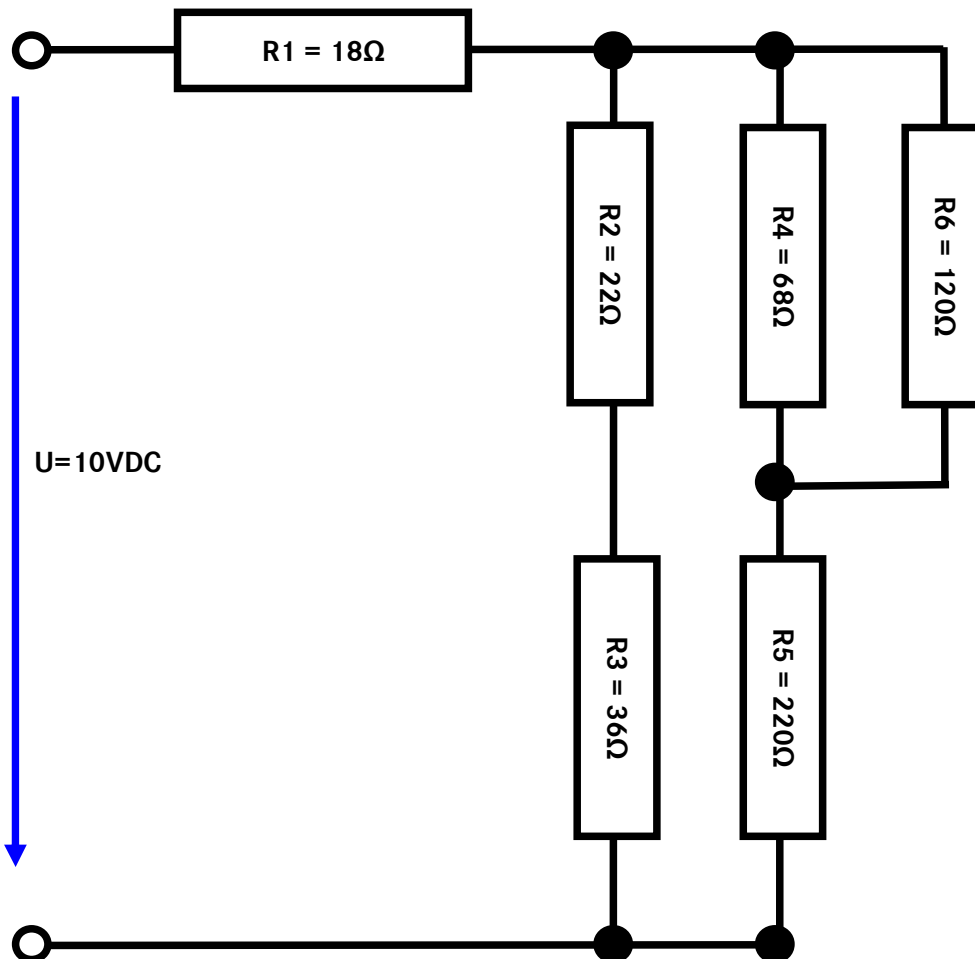 R1 = 18Ω
R2 = 22Ω
R4 = 68Ω
R6 = 120Ω
U=10VDC
R3 = 36Ω
R5 = 220Ω